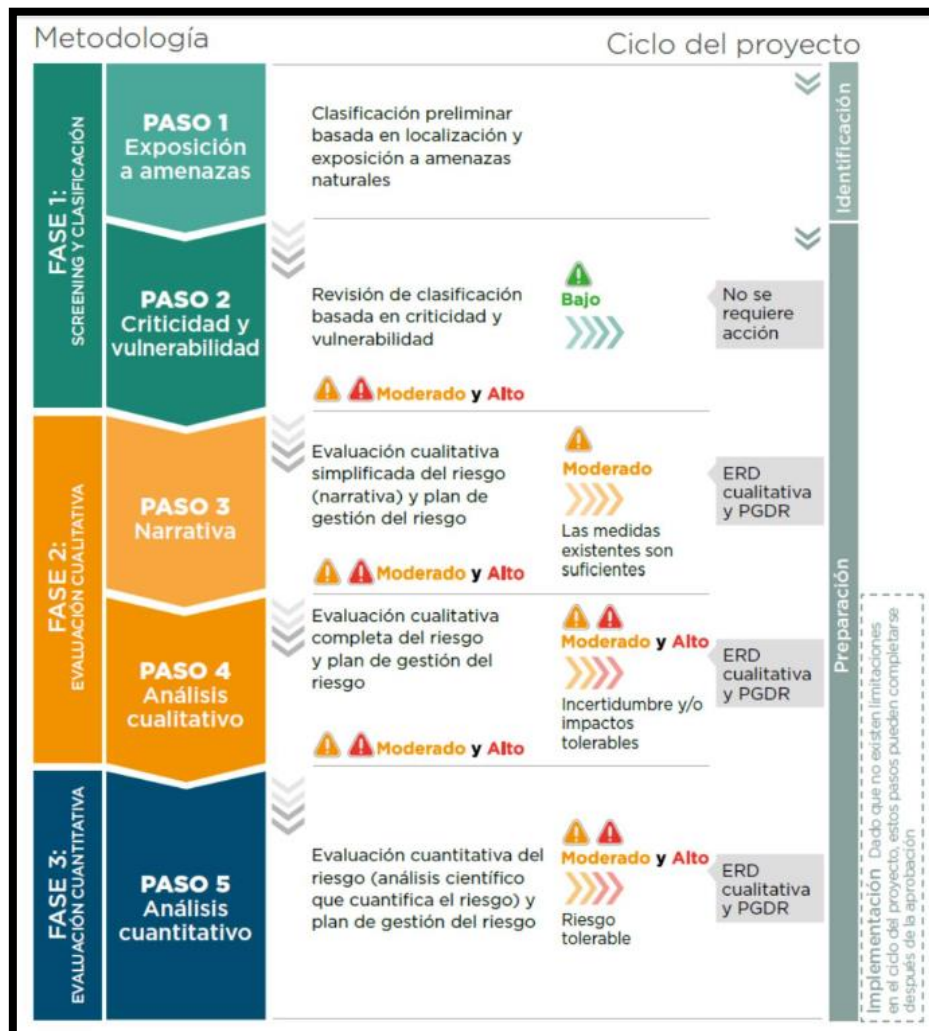 Metodología
Ciclo del proyecto
FASE 1:
SCREENING Y CLASIFICACIÓN
PASO 1
Exposición
a amenazas
Clasificación preliminar
basada en localización y
exposición a amenazas
naturales
Identificación
PASO 2
Criticidad y
vulnerabilidad
Revisión de clasificación
basada en criticidad y
vulnerabilidad
Bajo
No se
requiere
acción
Moderado y Alto
FASE 2:
EVALUACIÓN CUALITATIVA
PASO 3
Narrativa
Evaluación cualitativa
simplificada del riesgo
(narrativa) y plan de
gestión del riesgo
Moderado
Las medidas
existentes son
suficientes
ERD
cualitativa
y PGDR
Moderado y Alto
PASO 4
Análisis
cualitativo
Evaluación cualitativa
completa del riesgo
y plan de gestión del
riesgo
Moderado y Alto
Incertidumbre y/o
impactos
tolerables
ERD
cualitativa
y PGDR
Moderado y Alto
FASE 3:
EVALUACIÓN CUANTITATIVA
PASO 5
Análisis
cuantitativo
Evaluación cuantitativa del
riesgo (análisis científico
que cuantifica el riesgo) y
plan de gestión del riesgo
Moderado y Alto
Riesgo
tolerable
ERD
cualitativa
y PGDR
Preparación
Implementación Dado que no existen limitaciones
en el ciclo del proyecto, estos pasos pueden completarse
después de la aprobación